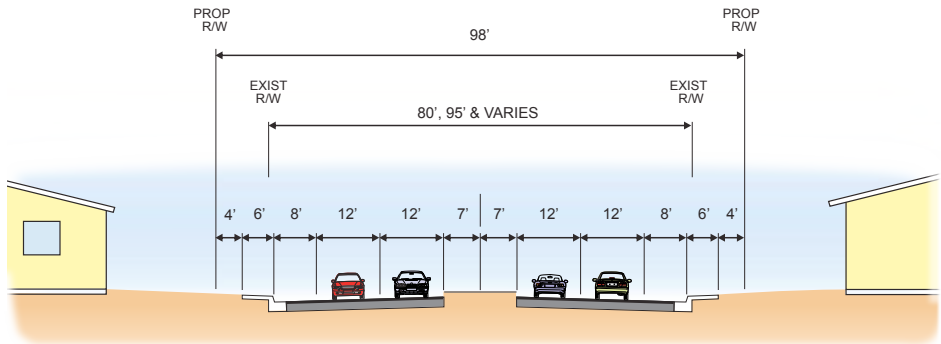 PROP
R/W
PROP
R/W
98’
EXIST
R/W
EXIST
R/W
80’, 95’ & VARIES
4’ 6’ 8’ 12’ 12’ 7’ 7’ 12’ 12’ 8’ 6’ 4’